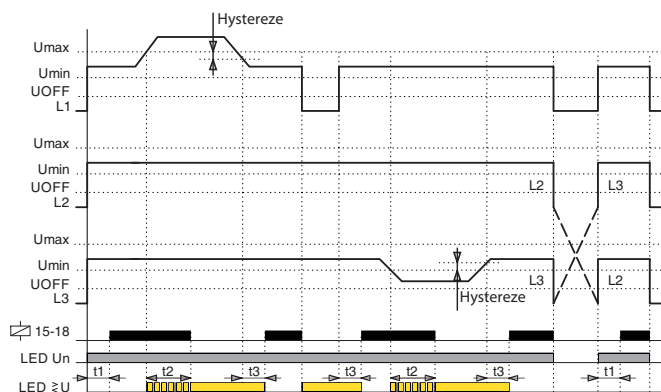 Hystereze
Umax
Umin
UOFF
L1
Umax
Umin
UOFF
L2
L2
L3
Umax
Umin
UOFF
L3
L3
L2
Hystereze
15-18
LED Un
t1
t2
t3
t2
t3
t1
LED ≷U